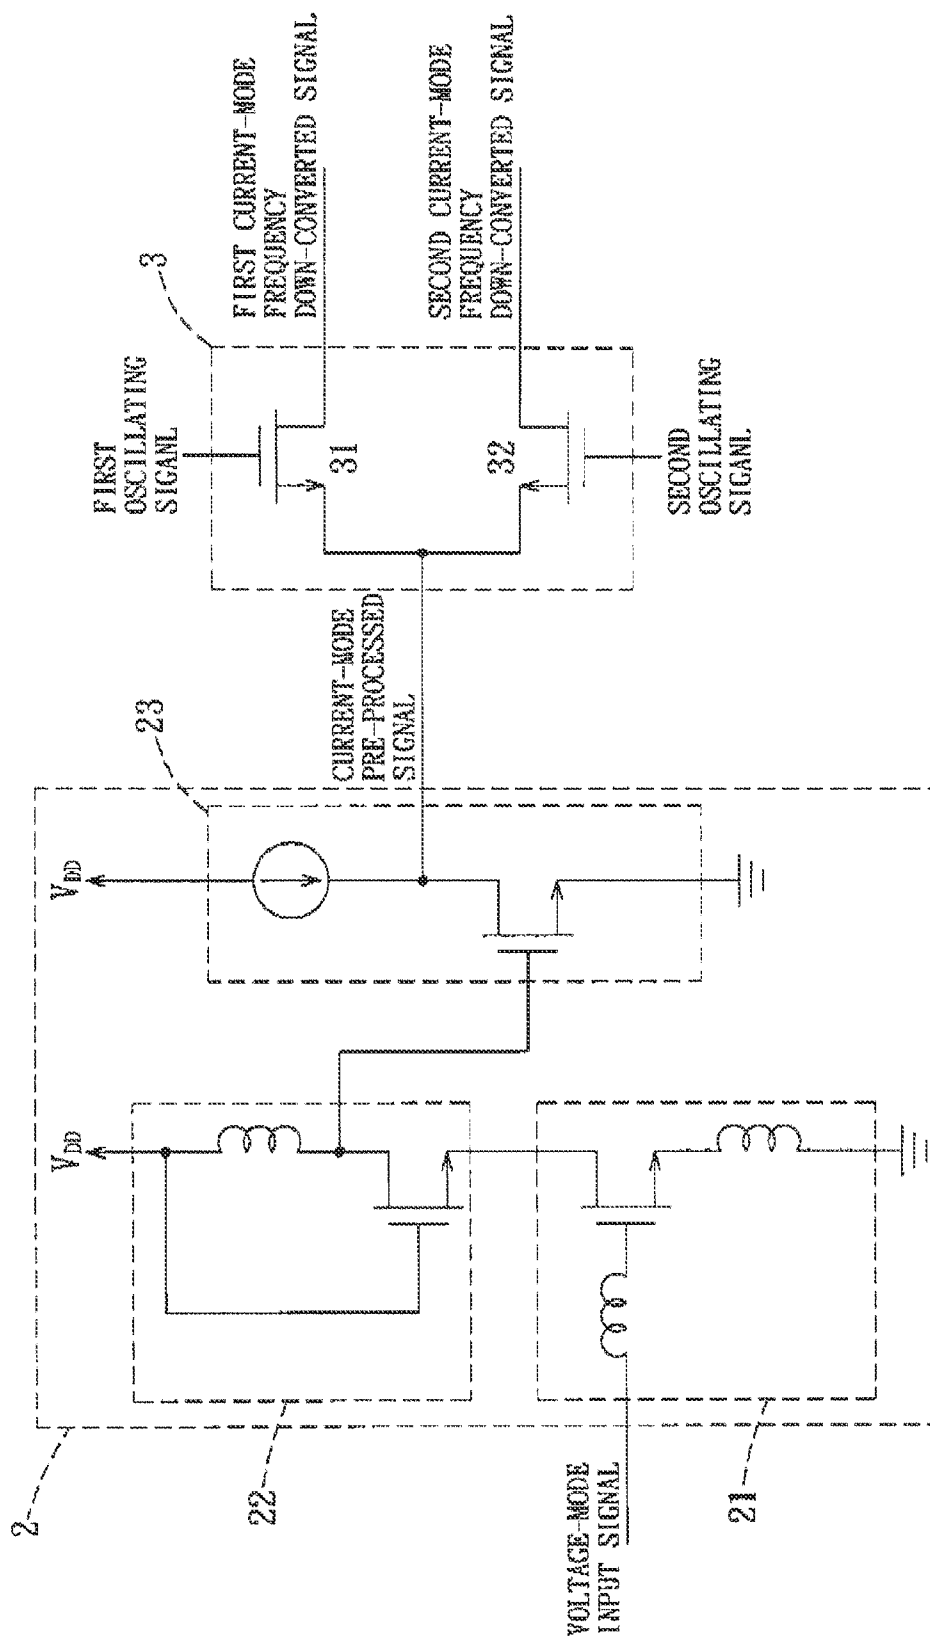 2
22
VOLTAGE-MODE
INPUT SIGNAL
21
VDD
VDD
23
CURRENT-MODE
PRE-PROCESSED
SIGNAL
FIRST
OSCILLATING
SIGANL
3
31
32
SECOND
OSCILLATING
SIGANL
FIRST CURRENT-MODE
FREQUENCY
DOWN-CONVERTED SIGNAL
SECOND CURRENT-MODE
FREQUENCY
DOWN-CONVERTED SIGNAL